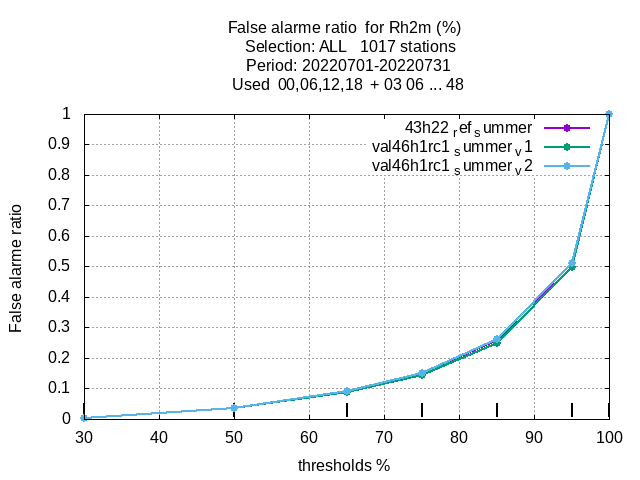 False alarme ratio for Rh2m (%)
Selection: ALL 1017 stations
Period: 20220701-20220731
Used 00,06,12,18 + 03 06 ... 48
43h22 ref summer
val46h1rc1 summer v1
val46h1rc1 summer v2
1
0.9
0.8
0.7
0.6
0.5
0.4
0.3
0.2
0.1
0
False alarme ratio
30 40 50 60 70 80 90 100
thresholds %